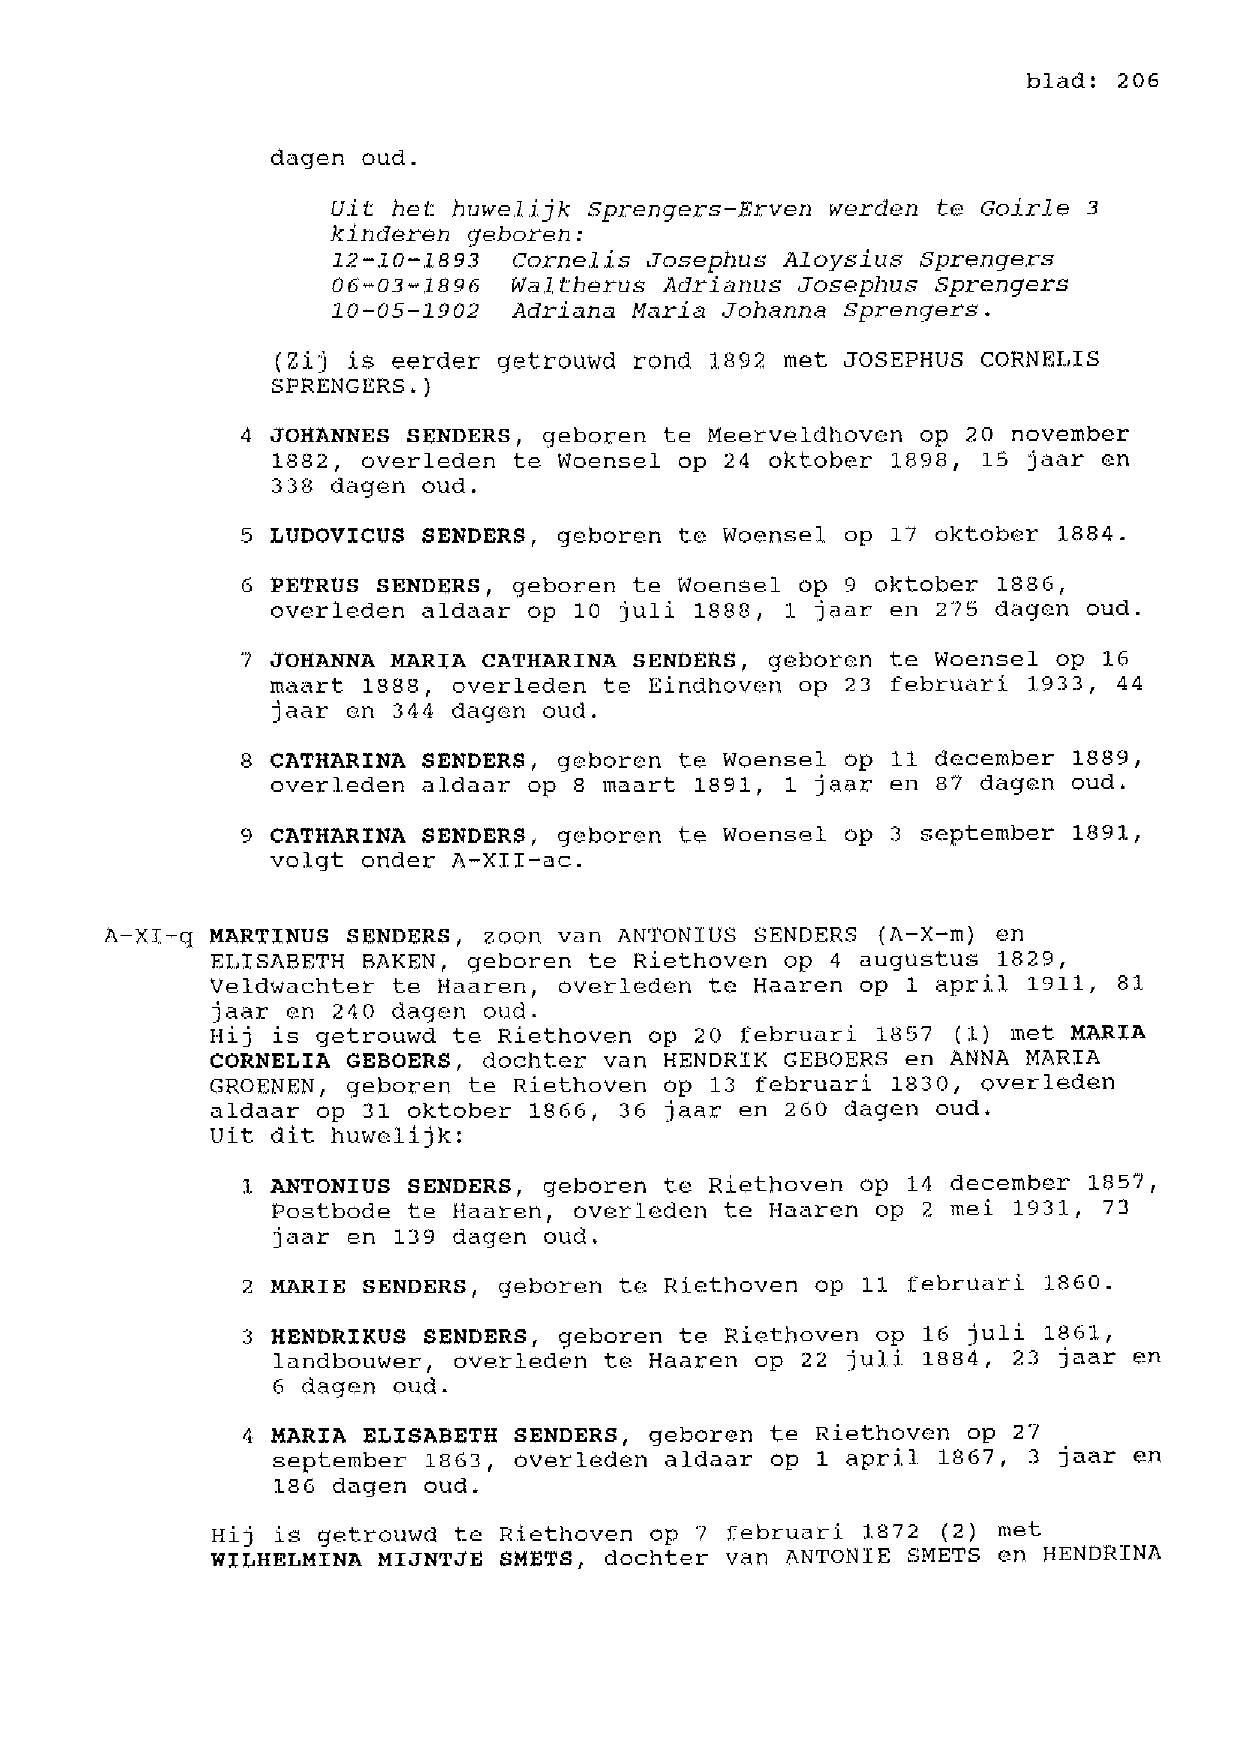 blad: 206
dagen oud.
Uit het huwelijk Sprengers-Erven werden te Goirle 3
kinderen geboren:
12-10-1893 Cornelis Josephus Aloysius Sprengers
06-03-1896 Waltherus Adrianus Josephus Sprengers
10-05-1902 Adriana Maria Johanna Sprengers.
(Zij is eerder getrouwd rond 1892 met JOSEPHUS CORNELIS
SPRENGERS.)
4 JOHANNES SENDERS, geboren te Meerveldhoven op 20 november
1882, overleden te Woensel op 24 oktober 1898, 15 jaar en
338 dagen oud.
5 LUDOVICUS SENDERS, geboren te Woensel op 17 oktober 1884.
6 PETRUS SENDERS, geboren te Woensel op 9 oktober 1886,
overleden aldaar op 10 juli 1888, 1 jaar en 275 dagen oud.
7 JOHANNA MARIA CATHARINA SENDERS, geboren te Woensel op 16
maart 1888, overleden te Eindhoven op 23 februari 1933, 44
jaar en 344 dagen oud.
8 CATHARINA SENDERS, geboren te Woensel op 11 december 1889,
overleden aldaar op 8 maart 1891, 1 jaar en 87 dagen oud.
9 CATHARINA SENDERS, geboren te Woensel op 3 september 1891,
volgt onder A-XII-ac.
A-XI-q MARTINUS SENDERS, zoon van ANTONIUS SENDERS (A-X-m) en
ELISABETH BAKEN, geboren te Riethoven op 4 augustus 1829,
Veldwachter te Haaren, overleden te Haaren op 1 april 1911, 81
jaar en 240 dagen oud.
Hij is getrouwd te Riethoven op 20 februari 1857 (1) met MARIA
CORNELIA GEBOERS, dochter van HENDRIK GEBOERS en ANNA MARIA
GROENEN, geboren te Riethoven op 13 februari 1830, overleden
aldaar op 31 oktober 1866, 36 jaar en 260 dagen oud.
Uit dit huwelijk:
1 ANTONIUS SENDERS, geboren te Riethoven op 14 december 1857,
Postbode te Haaren, overleden te Haaren op 2 mei 1931, 73
jaar en 139 dagen oud.
2 MARIE SENDERS, geboren te Riethoven op 11 februari 1860.
3 HENDRIKUS SENDERS, geboren te Riethoven op 16 juli 1861,
landbouwer, overleden te Haaren op 22 juli 1884, 23 jaar en
6 dagen oud.
4 MARIA ELISABETH SENDERS, geboren te Riethoven op 27
september 1863, overleden aldaar op 1 april 1867, 3 jaar en
186 dagen oud.
Hij is getrouwd te Riethoven op 7 februari 1872 (2) met
WILHELMINA MIJNTJE SMETS, dochter van ANTONIE SMETS en HENDRINA